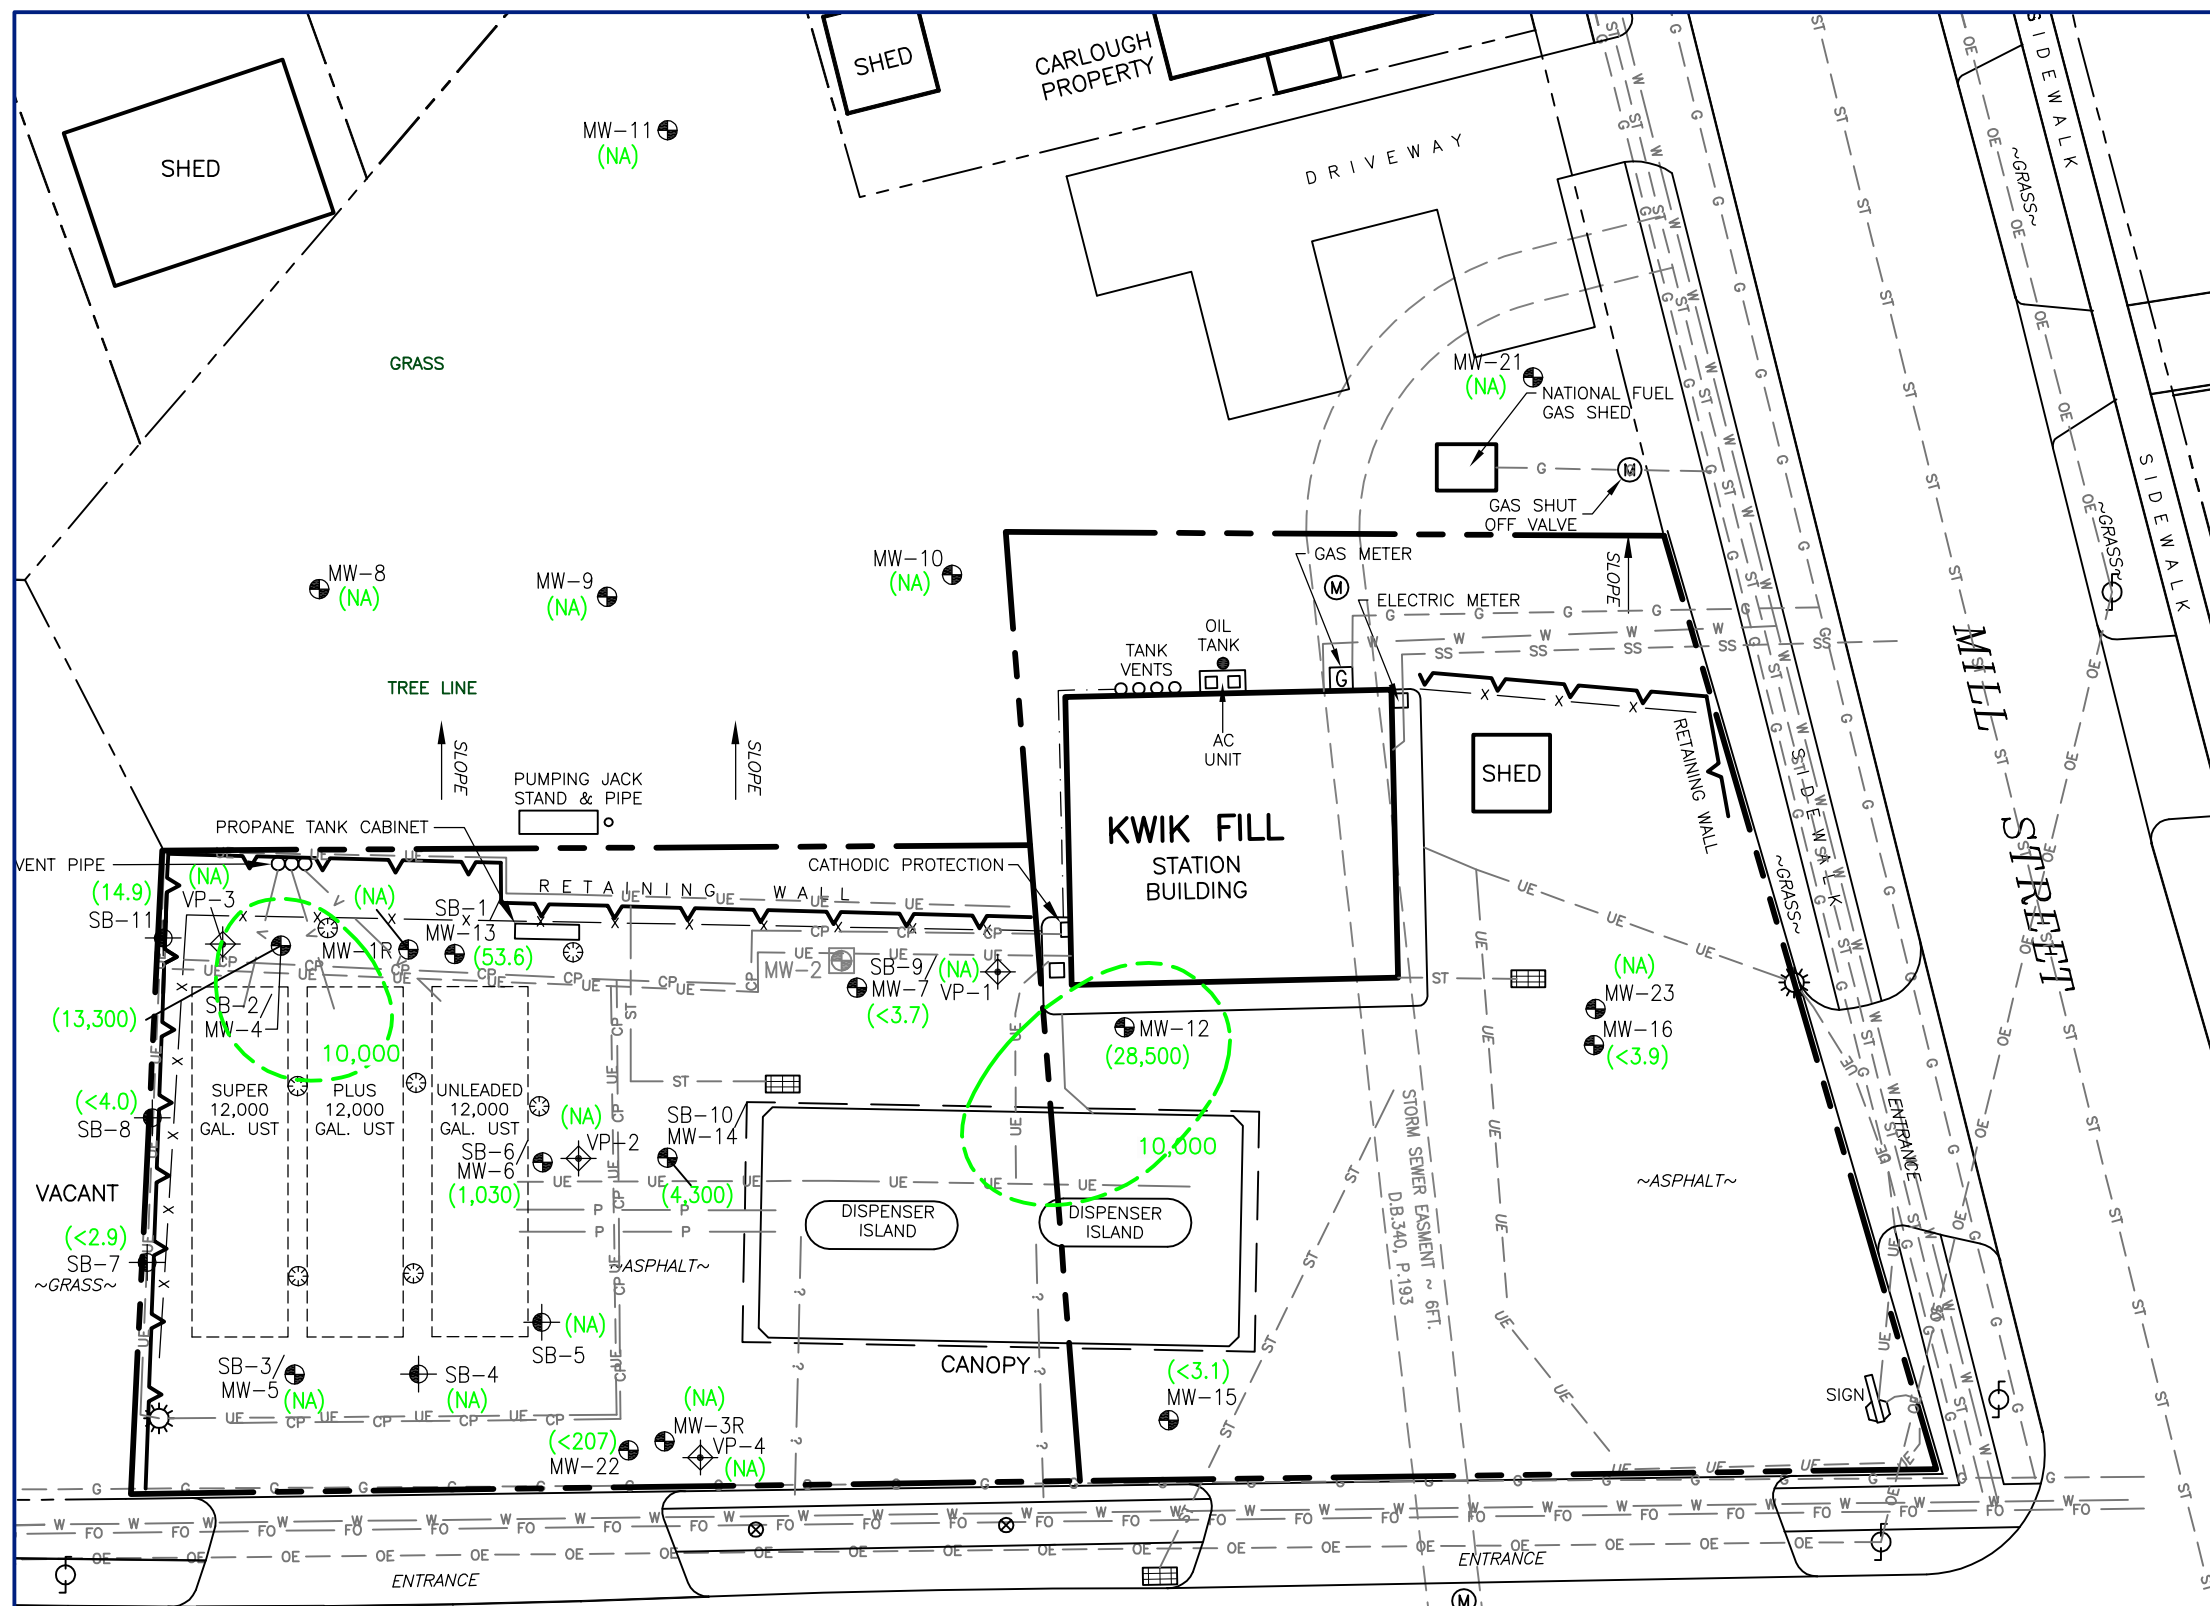 SHED
SHED
CARLOUGH
PROPERTY
MW-11
(NA)
DRIVEWAY
SIDEWALK
~GRASS~
GRASS
MW-21
(NA)
NATIONAL FUEL
GAS SHED
GAS SHUT
OFF VALVE
M
SIDEWALK
~GRASS~
MW-8
(NA)
MW-9
(NA)
MW-10
(NA)
GAS METER
M
ELECTRIC METER
SLOPE
OIL
TANK
TANK
VENTS
G
MILL STREET
TREE LINE
SLOPE
SLOPE
AC
UNIT
RETAINING WALL
SHED
PUMPING JACK
STAND & PIPE
PROPANE TANK CABINET
KWIK FILL
STATION
BUILDING
SIDEWALK
VENT PIPE
CATHODIC PROTECTION
RETAINING WALL
~GRASS~
(14.9)
SB-11
(NA)
VP-3
(NA)
MW-1R
SB-1/
MW-13
(53.6)
MW-2
SB-9/
MW-7
(<3.7)
(NA)
VP-1
(NA)
MW-23
MW-16
(<3.9)
(13,300)
SB-2/
MW-4
10,000
MW-12
(28,500)
10,000
SUPER
12,000
GAL. UST
PLUS
12,000
GAL. UST
UNLEADED
12,000
GAL. UST
(<4.0)
SB-8
(NA)
VP-2
SB-6/
MW-6
(1,030)
SB-10/
MW-14
(4,300)
STORM SEWER EASMENT ~ 6FT.
D.B.340, P.193
ENTRANCE
~ASPHALT~
VACANT
(<2.9)
SB-7
~GRASS~
DISPENSER
ISLAND
DISPENSER
ISLAND
~ASPHALT~
(NA)
SB-5
CANOPY
SB-3/
MW-5
(NA)
SB-4
(NA)
(<3.1)
MW-15
SIGN
(NA)
MW-3R
(<207)
MW-22
VP-4
(NA)
ENTRANCE
ENTRANCE
M